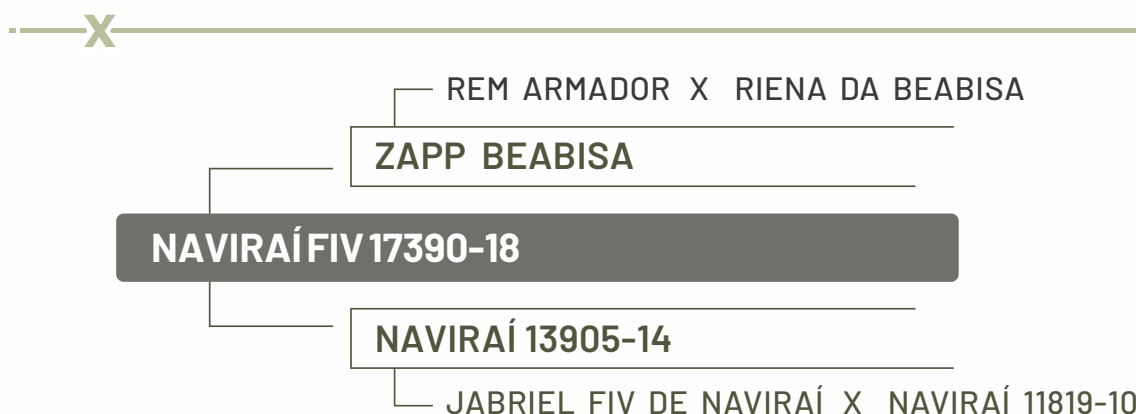 X
REM ARMADOR X RIENA DA BEABISA
ZAPP BEABISA
NAVIRAÍ FIV 17390-18
NAVIRAÍ 13905-14
JABRIEL FIV DE NAVIRAÍ X NAVIRAÍ 11819-10